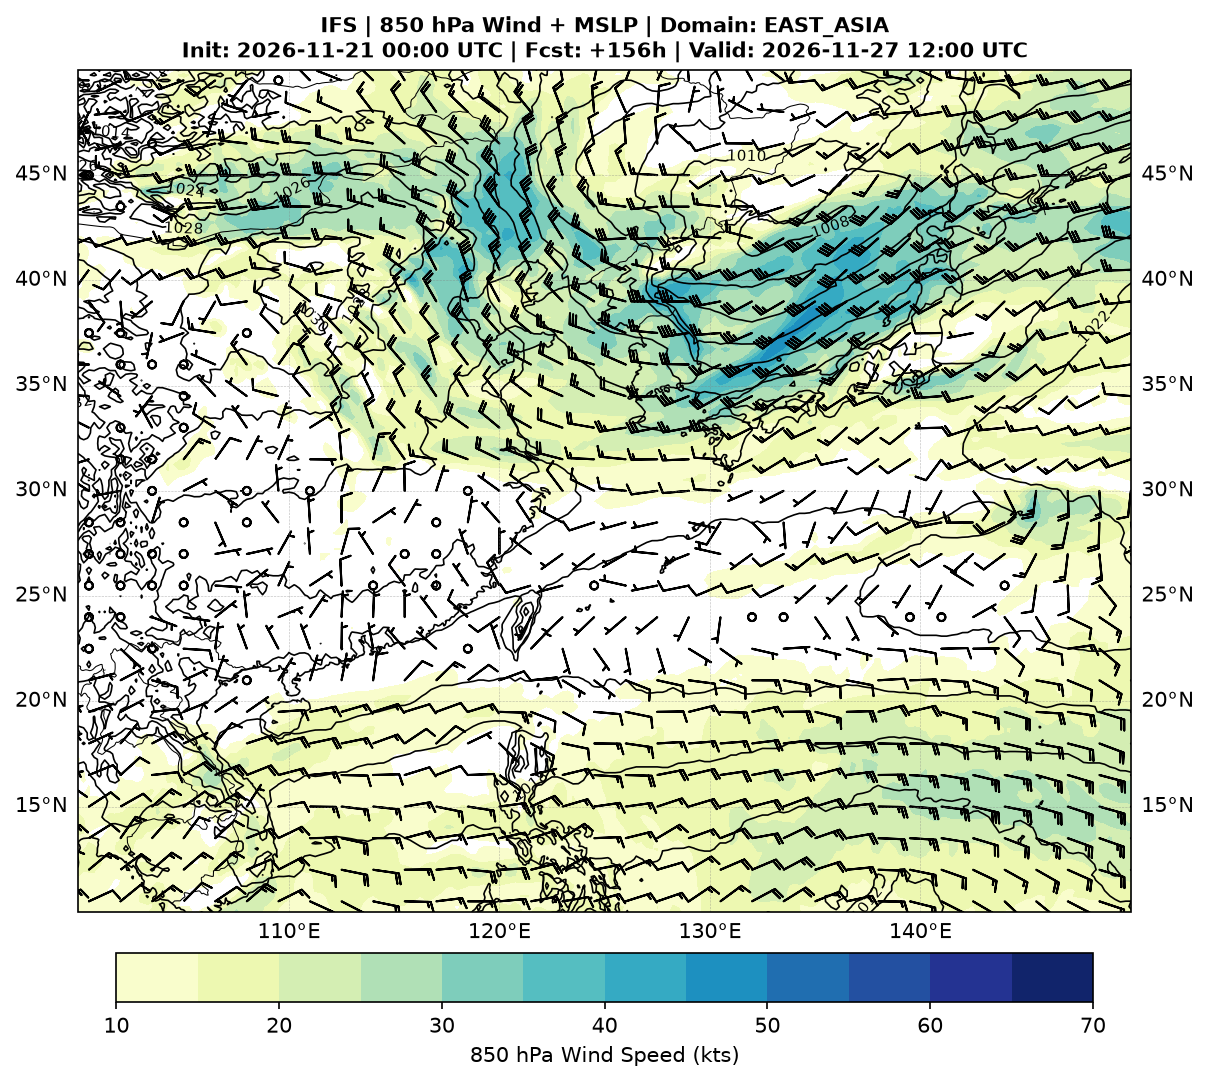 IFS | 850 hPa Wind + MSLP | Domain: EAST_ASIA
Init: 2026-11-21 00:00 UTC | Fcst: +156h | Valid: 2026-11-27 12:00 UTC
1010
45°N 45°N
1024
1026
1028
1008
40°N 40°N
1030
1022
35°N 35°N
30°N 30°N
25°N 25°N
20°N 20°N
15°N 15°N
110°E 120°E 130°E 140°E
10 20 30 40 50 60 70
850 hPa Wind Speed (kts)